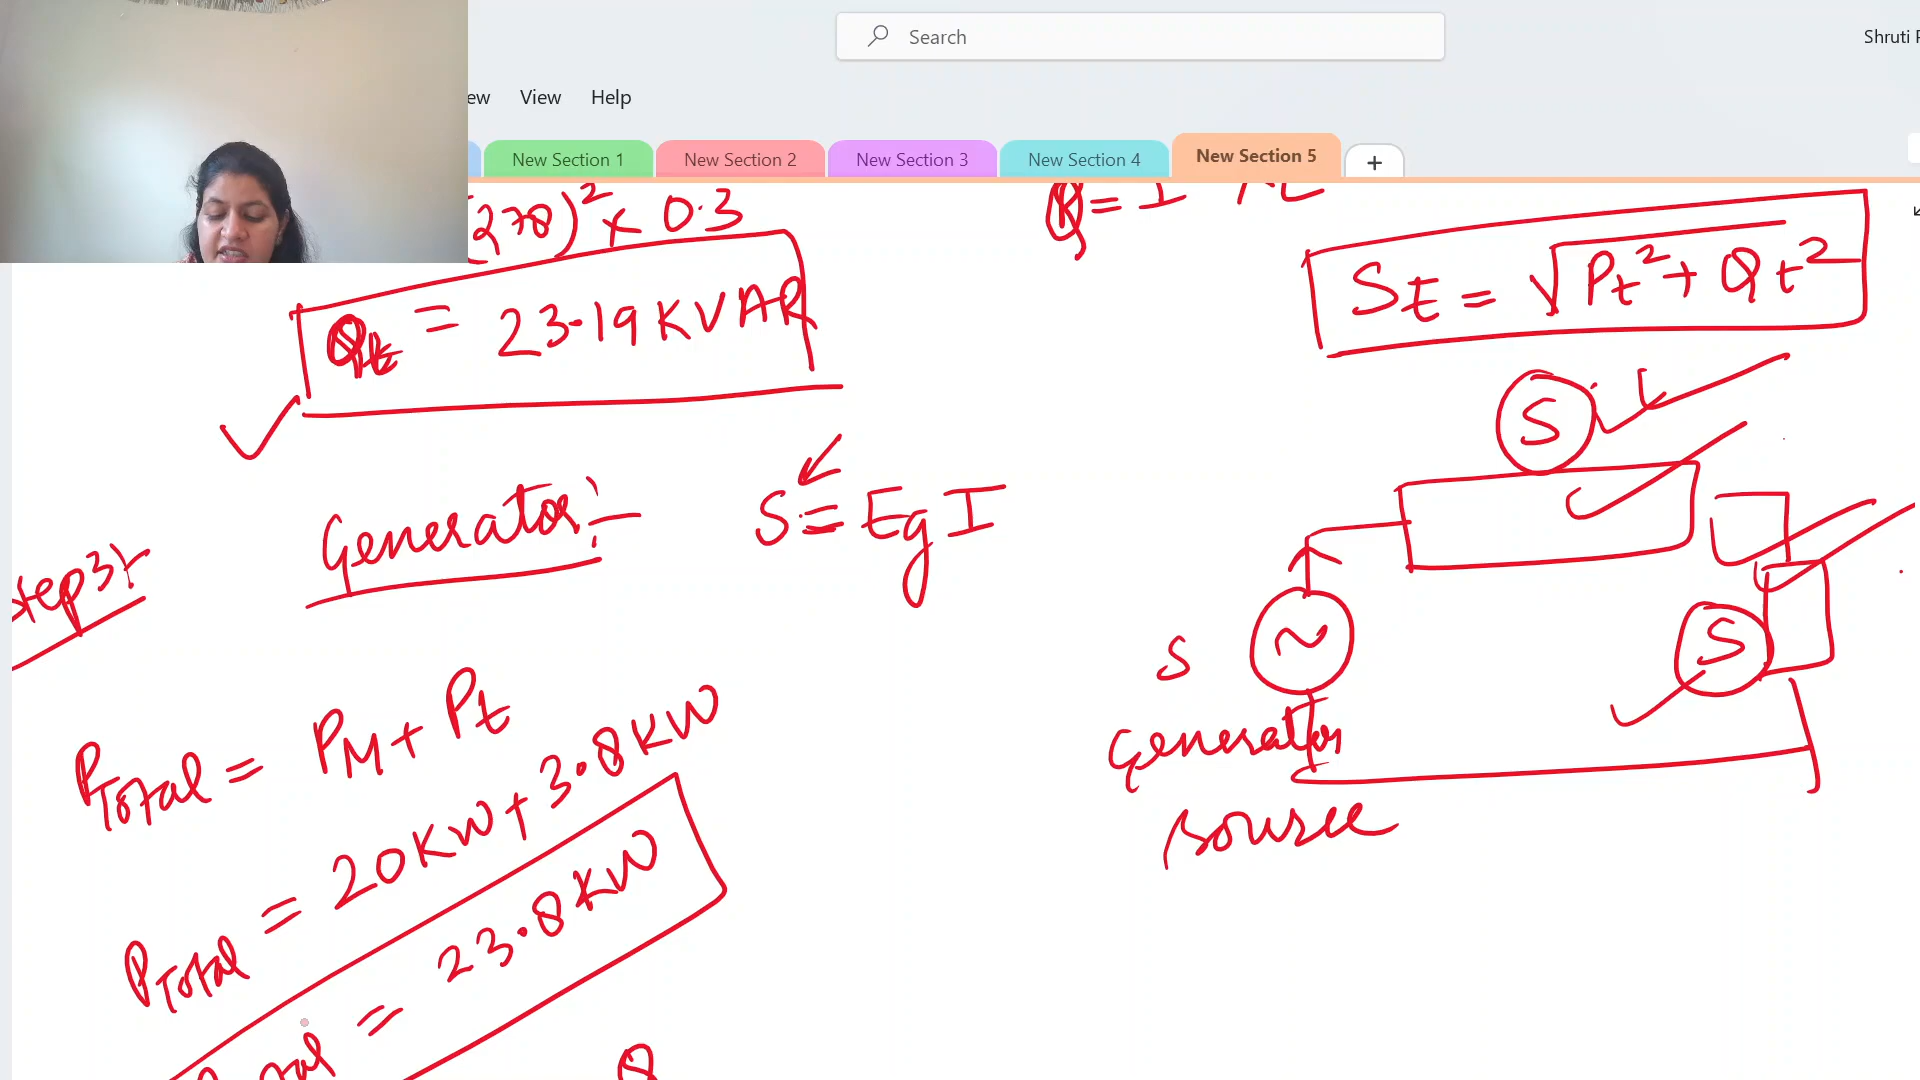 Search
Shruti
ew View Help
New Section 1 New Section 2 New Section 3 New Section 4 New Section 5 +
(278)² × 0.3
Qt = 23.19 KVAR
St = √Pt² + Qt²
S
Step3:-
Generator:-
S = Eg I
S
S
Generator
source
PTotal = PM + Pt
PTotal = 20KW + 3.8KW
= 23.8KW